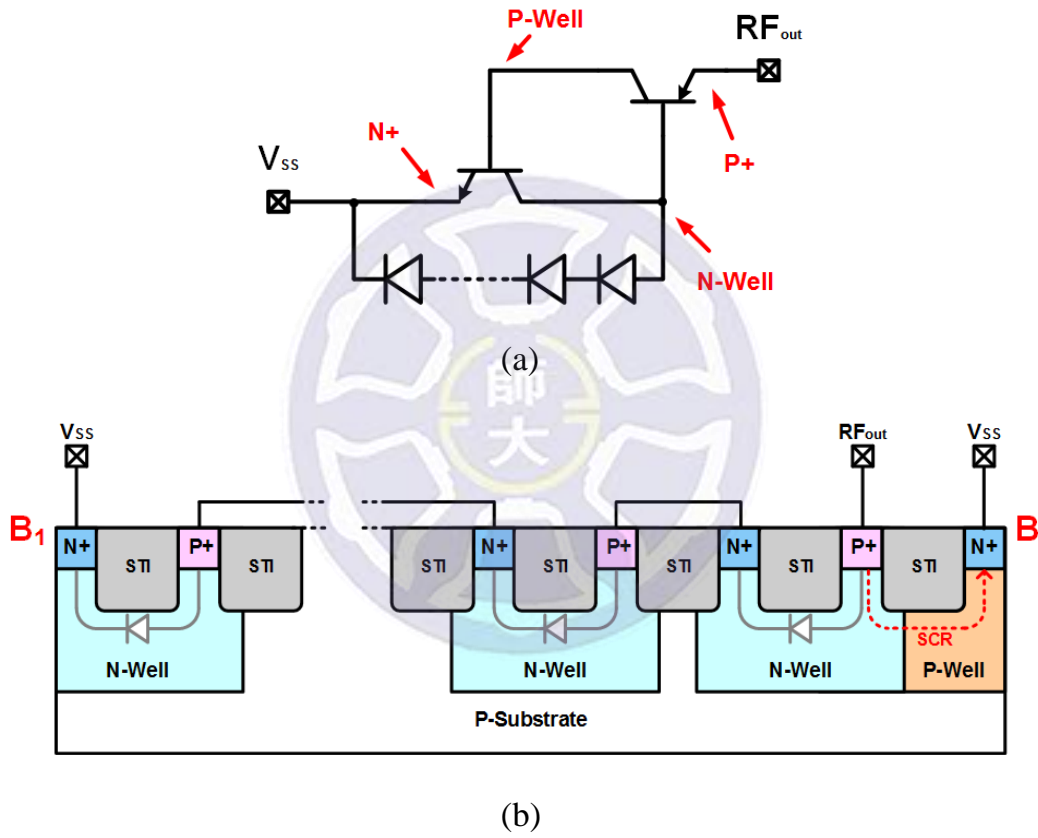 P-Well
RFout
N+
VSS
P+
N-Well
(a)
師
大
VSS
RFout
VSS
B1
N+
STI
P+
STI
STI
N+
STI
P+
STI
N+
STI
P+
STI
N+
B
SCR
N-Well
N-Well
N-Well
P-Well
P-Substrate
(b)